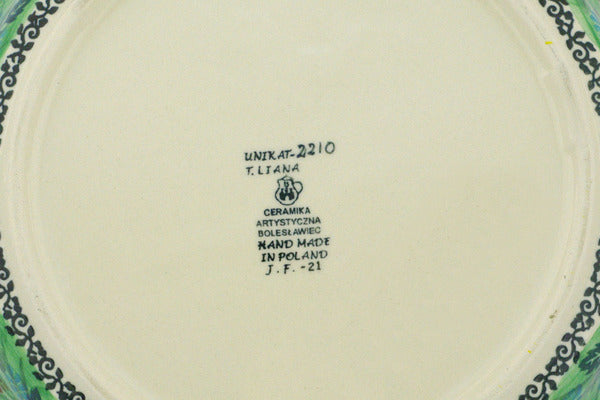 UNIKAT-2210
T.LIANA
CERAMIKA
ARTYSTYCZNA
BOLESŁAWIEC
HAND MADE
IN POLAND
J.F.-21